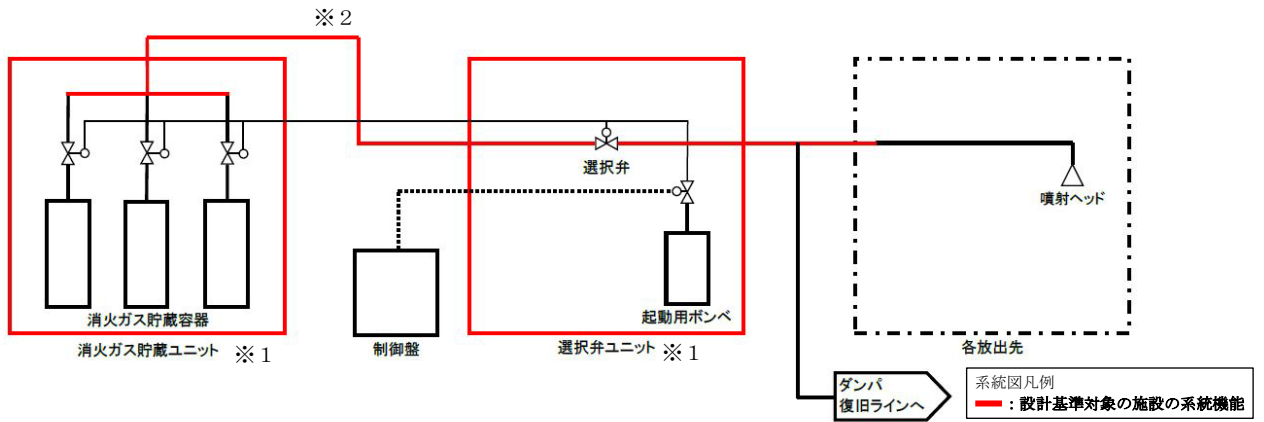 ※2
選択弁
噴射ヘッド
消火ガス貯蔵容器
起動用ボンベ
消火ガス貯蔵ユニット ※1
制御盤
選択弁ユニット ※1
各放出先
ダンパ
復旧ラインへ
系統図凡例
：設計基準対象の施設の系統機能